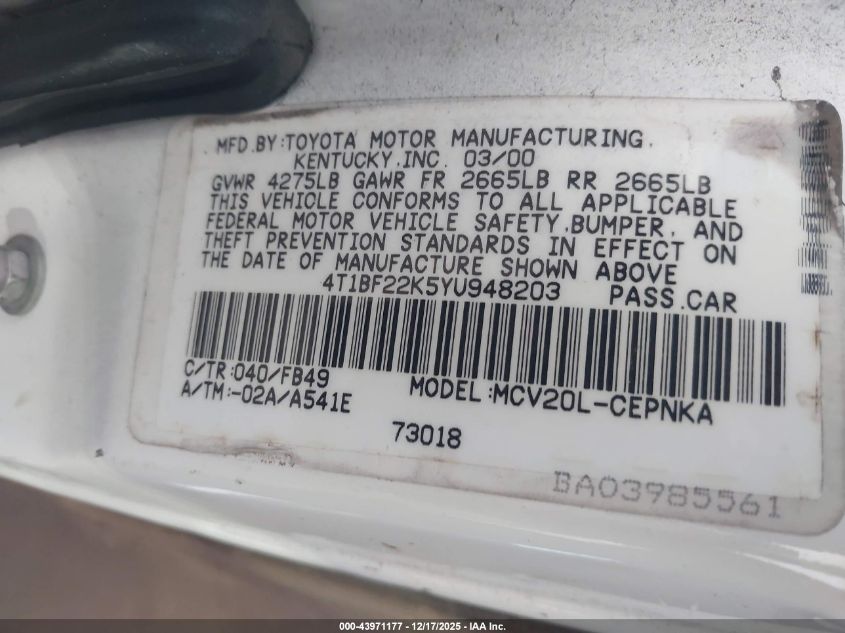 MFD.BY:TOYOTA MOTOR MANUFACTURING,
KENTUCKY,INC. 03/00
GVWR 4275LB GAWR FR 2665LB RR 2665LB
THIS VEHICLE CONFORMS TO ALL APPLICABLE
FEDERAL MOTOR VEHICLE SAFETY,BUMPER, AND
THEFT PREVENTION STANDARDS IN EFFECT ON
THE DATE OF MANUFACTURE SHOWN ABOVE
4T1BF22K5YU948203 PASS.CAR
C/TR:040/FB49
A/TM:-02A/A541E
MODEL:MCV20L-CEPNKA
73018
BA03985561
000-43971177 - 12/17/2025 - IAA Inc.